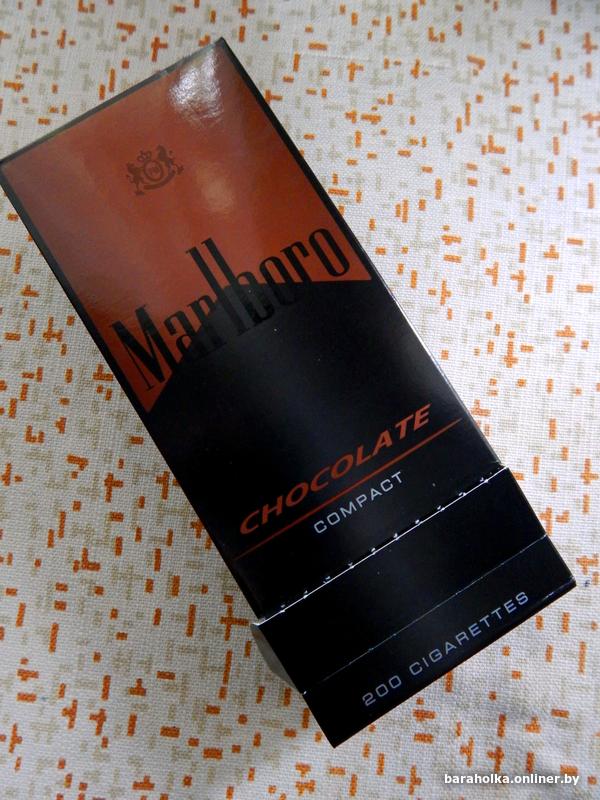 Marlboro
CHOCOLATE
COMPACT
200 CIGARETTES
baraholka.onliner.by